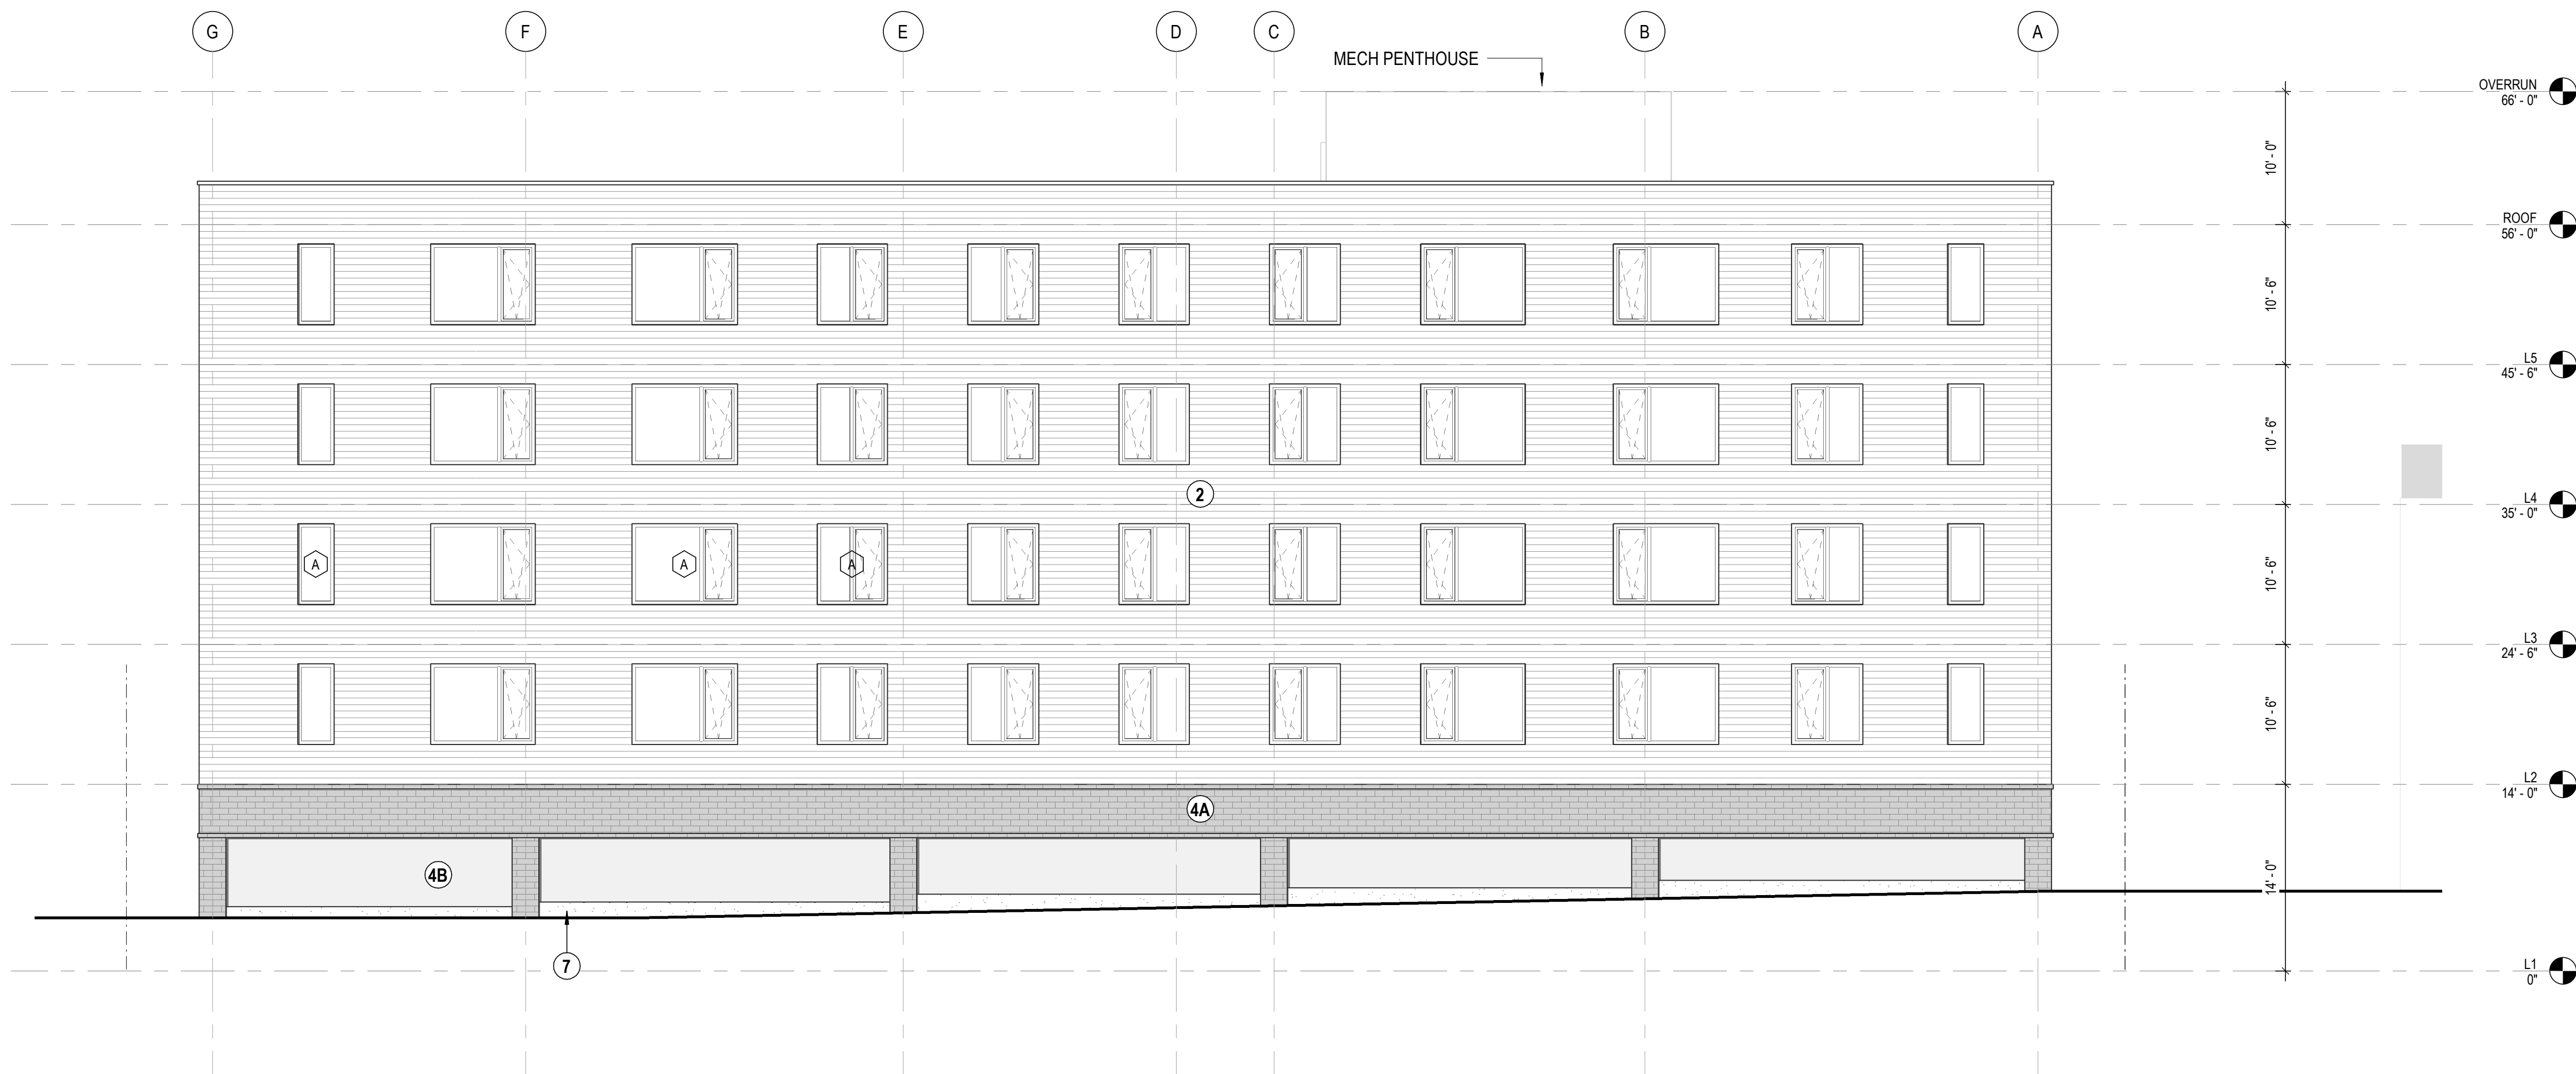 G
F
E
D
C
B
A
MECH PENTHOUSE
OVERRUN
66' - 0"
10' - 0"
ROOF
56' - 0"
10' - 6"
L5
45' - 6"
10' - 6"
2
L4
35' - 0"
A
A
A
10' - 6"
L3
24' - 6"
10' - 6"
L2
14' - 0"
4A
4B
14' - 0"
7
L1
0"